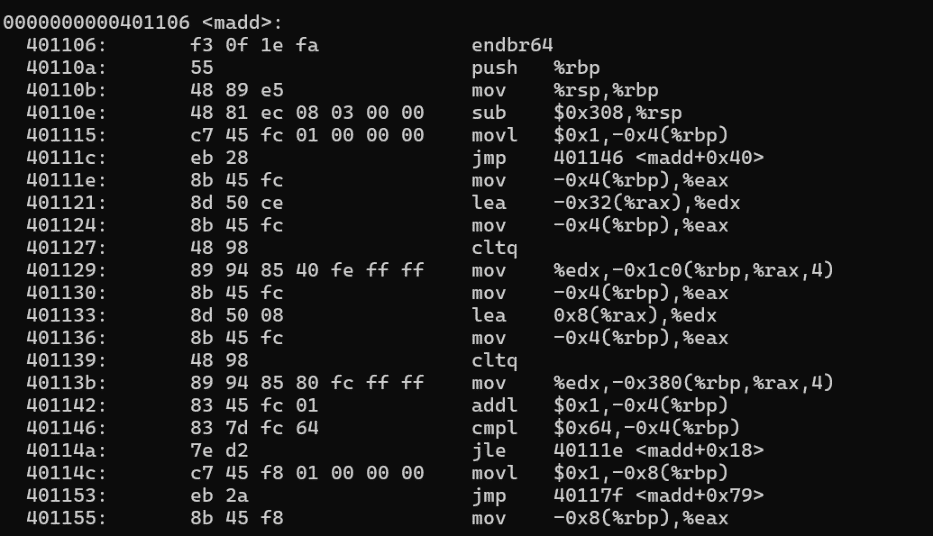 0000000000401106 <madd>:
401106: f3 0f 1e fa endbr64
40110a: 55 push %rbp
40110b: 48 89 e5 mov %rsp,%rbp
40110e: 48 81 ec 08 03 00 00 sub $0x308,%rsp
401115: c7 45 fc 01 00 00 00 movl $0x1,-0x4(%rbp)
40111c: eb 28 jmp 401146 <madd+0x40>
40111e: 8b 45 fc mov -0x4(%rbp),%eax
401121: 8d 50 ce lea -0x32(%rax),%edx
401124: 8b 45 fc mov -0x4(%rbp),%eax
401127: 48 98 cltq
401129: 89 94 85 40 fe ff ff mov %edx,-0x1c0(%rbp,%rax,4)
401130: 8b 45 fc mov -0x4(%rbp),%eax
401133: 8d 50 08 lea 0x8(%rax),%edx
401136: 8b 45 fc mov -0x4(%rbp),%eax
401139: 48 98 cltq
40113b: 89 94 85 80 fc ff ff mov %edx,-0x380(%rbp,%rax,4)
401142: 83 45 fc 01 addl $0x1,-0x4(%rbp)
401146: 83 7d fc 64 cmpl $0x64,-0x4(%rbp)
40114a: 7e d2 jle 40111e <madd+0x18>
40114c: c7 45 f8 01 00 00 00 movl $0x1,-0x8(%rbp)
401153: eb 2a jmp 40117f <madd+0x79>
401155: 8b 45 f8 mov -0x8(%rbp),%eax